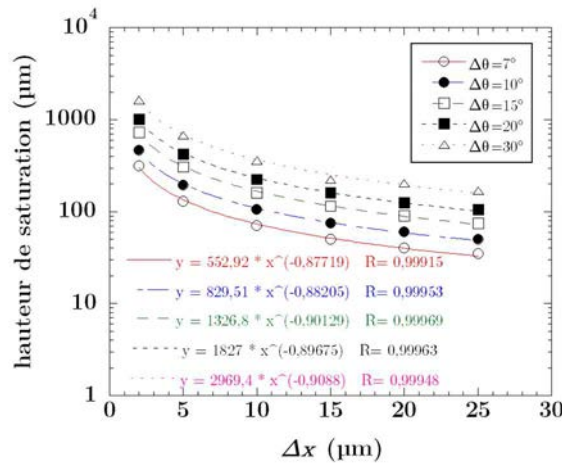 10⁴
1000
100
10
1
hauteur de saturation (µm)
Δθ=7°
Δθ=10°
Δθ=15°
Δθ=20°
Δθ=30°
y = 552,92 * x^(-0,87719) R= 0,99915
y = 829,51 * x^(-0,88205) R= 0,99953
y = 1326,8 * x^(-0,90129) R= 0,99969
y = 1827 * x^(-0,89675) R= 0,99963
y = 2969,4 * x^(-0,9088) R= 0,99948
0 5 10 15 20 25 30
Δx (µm)